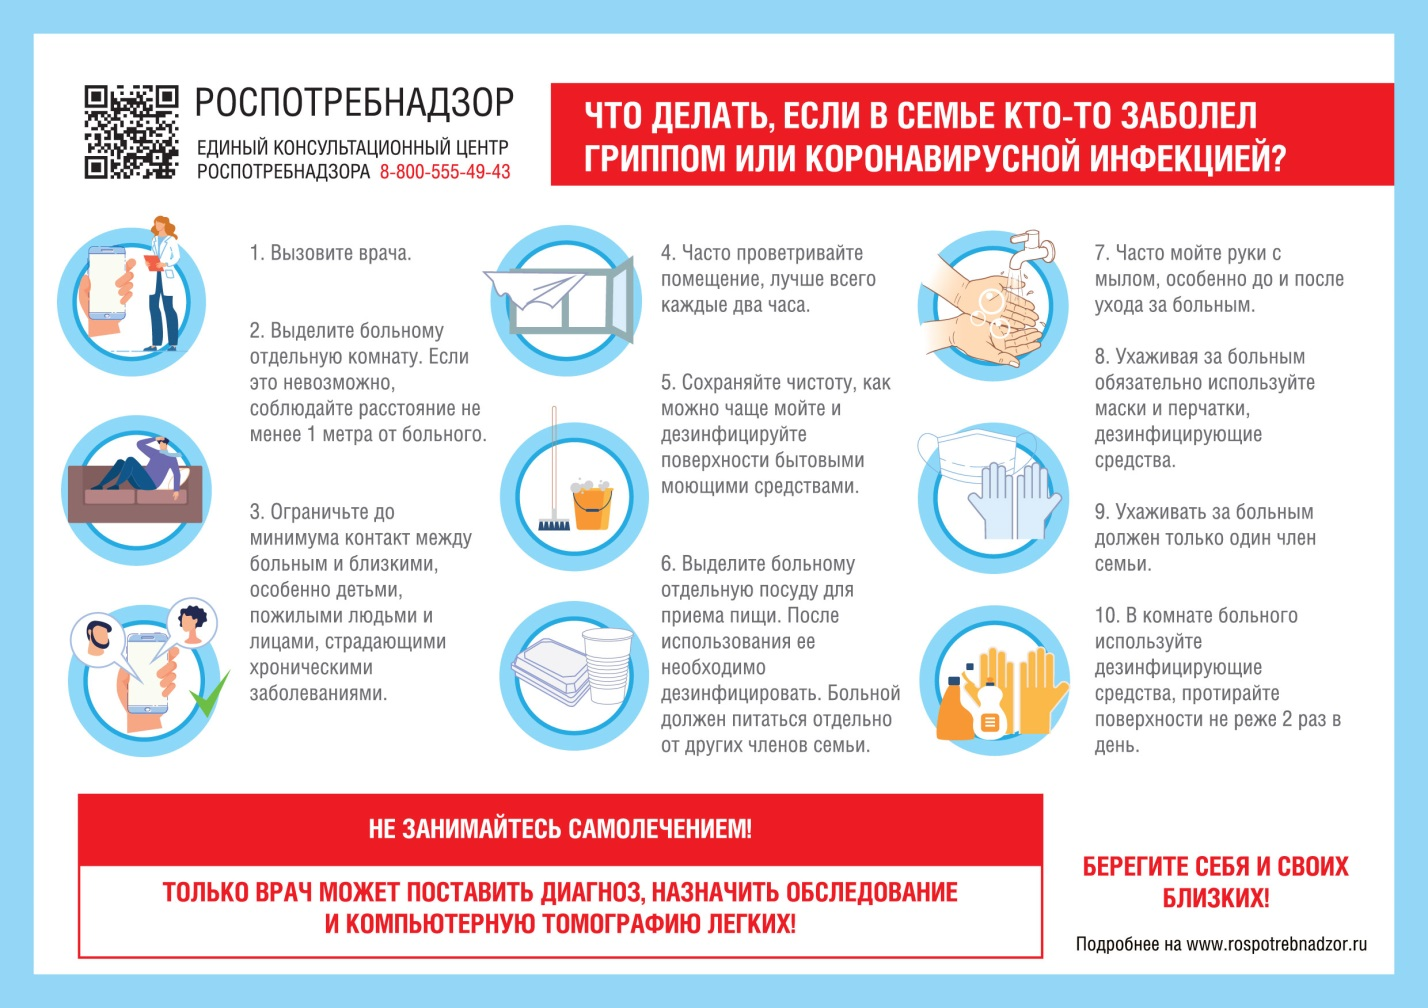 РОСПОТРЕБНАДЗОР
ЕДИНЫЙ КОНСУЛЬТАЦИОННЫЙ ЦЕНТР
РОСПОТРЕБНАДЗОРА 8-800-555-49-43
ЧТО ДЕЛАТЬ, ЕСЛИ В СЕМЬЕ КТО-ТО ЗАБОЛЕЛ
ГРИППОМ ИЛИ КОРОНАВИРУСНОЙ ИНФЕКЦИЕЙ?
1. Вызовите врача.
2. Выделите больному
отдельную комнату. Если
это невозможно,
соблюдайте расстояние не
менее 1 метра от больного.
3. Ограничьте до
минимума контакт между
больным и близкими,
особенно детьми,
пожилыми людьми и
лицами, страдающими
хроническими
заболеваниями.
4. Часто проветривайте
помещение, лучше всего
каждые два часа.
5. Сохраняйте чистоту, как
можно чаще мойте и
дезинфицируйте
поверхности бытовыми
моющими средствами.
6. Выделите больному
отдельную посуду для
приема пищи. После
использования ее
необходимо
дезинфицировать. Больной
должен питаться отдельно
от других членов семьи.
7. Часто мойте руки с
мылом, особенно до и после
ухода за больным.
8. Ухаживая за больным
обязательно используйте
маски и перчатки,
дезинфицирующие
средства.
9. Ухаживать за больным
должен только один член
семьи.
10. В комнате больного
используйте
дезинфицирующие
средства, протирайте
поверхности не реже 2 раз в
день.
НЕ ЗАНИМАЙТЕСЬ САМОЛЕЧЕНИЕМ!
ТОЛЬКО ВРАЧ МОЖЕТ ПОСТАВИТЬ ДИАГНОЗ, НАЗНАЧИТЬ ОБСЛЕДОВАНИЕ
И КОМПЬЮТЕРНУЮ ТОМОГРАФИЮ ЛЕГКИХ!
БЕРЕГИТЕ СЕБЯ И СВОИХ
БЛИЗКИХ!
Подробнее на www.rospotrebnadzor.ru